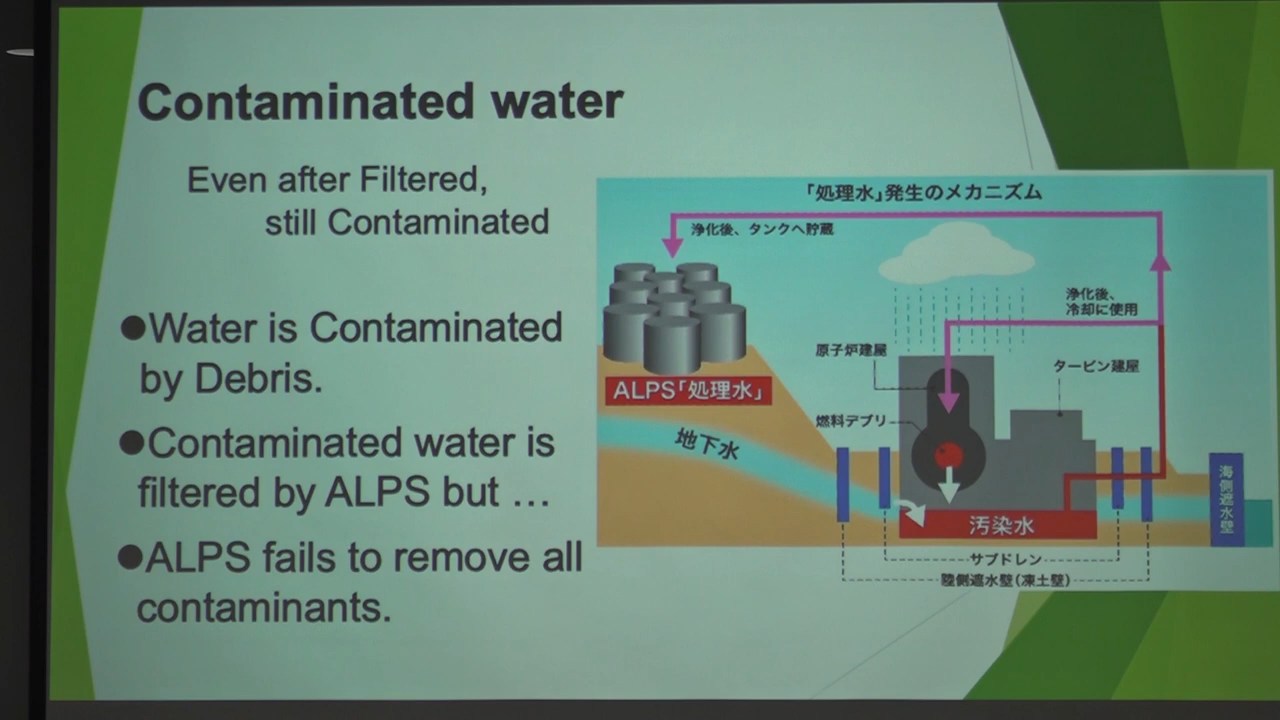 Contaminated water
Even after Filtered,
still Contaminated
●Water is Contaminated
by Debris.
●Contaminated water is
filtered by ALPS but …
●ALPS fails to remove all
contaminants.
「処理水」発生のメカニズム
浄化後、タンクへ貯蔵
浄化後、
冷却に使用
原子炉建屋
タービン建屋
ALPS「処理水」
燃料デブリ
地下水
海側遮水壁
汚染水
サブドレン
陸側遮水壁(凍土壁)